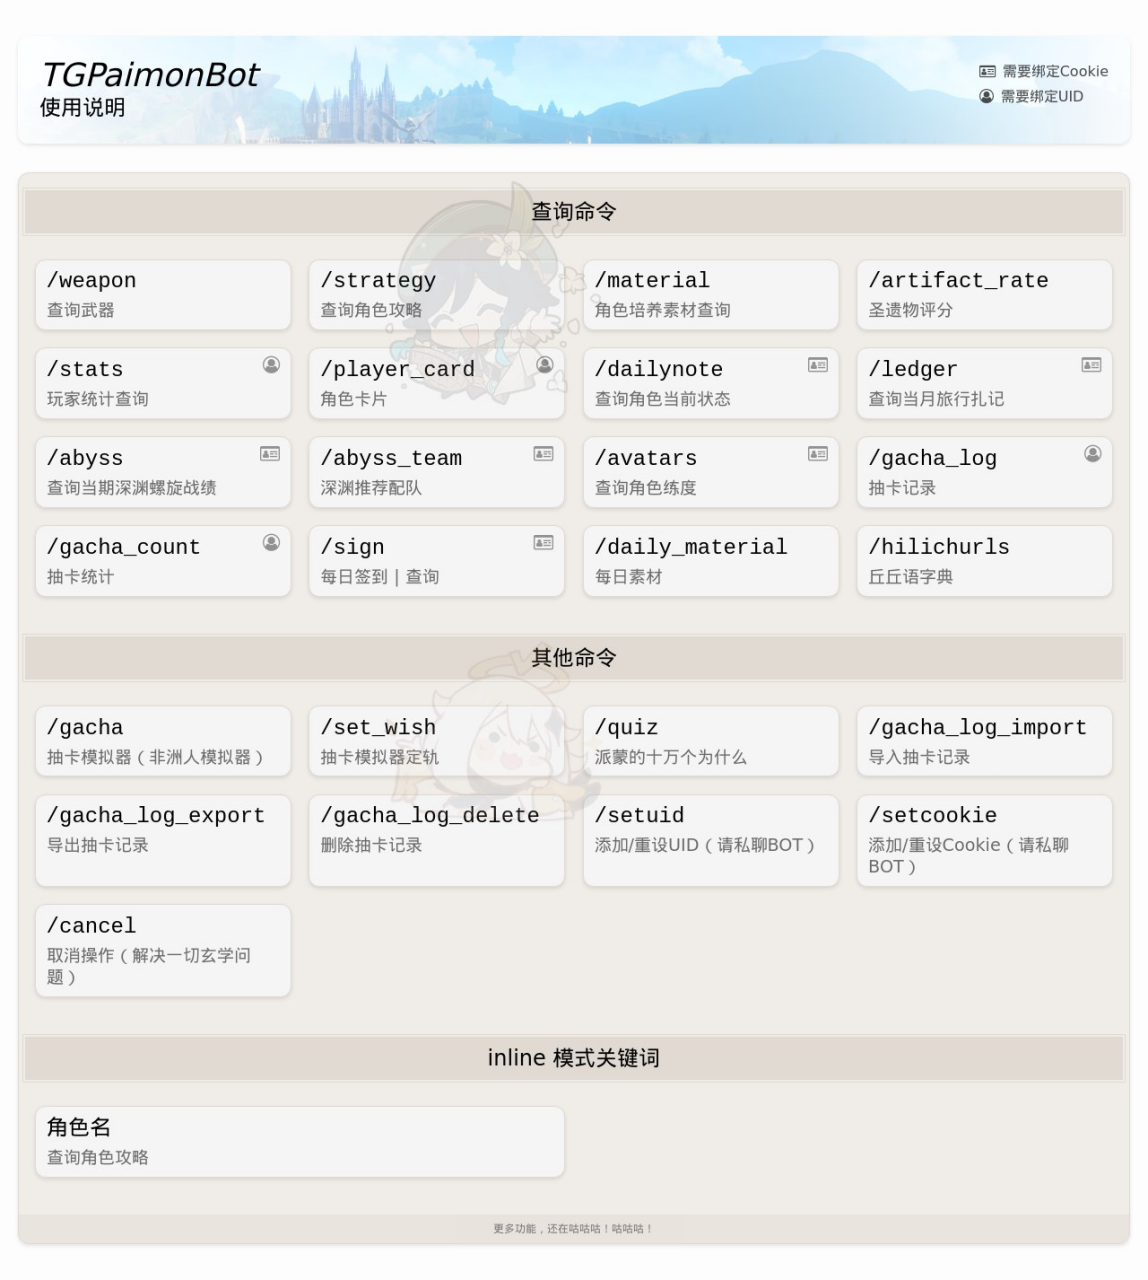 TGPaimonBot
使用说明
需要绑定Cookie
需要绑定UID
查询命令
/weapon
查询武器
/strategy
查询角色攻略
/material
角色培养素材查询
/artifact_rate
圣遗物评分
/stats
玩家统计查询
/player_card
角色卡片
/dailynote
查询角色当前状态
/ledger
查询当月旅行扎记
/abyss
查询当期深渊螺旋战绩
/abyss_team
深渊推荐配队
/avatars
查询角色练度
/gacha_log
抽卡记录
/gacha_count
抽卡统计
/sign
每日签到 | 查询
/daily_material
每日素材
/hilichurls
丘丘语字典
其他命令
/gacha
抽卡模拟器（非洲人模拟器）
/set_wish
抽卡模拟器定轨
/quiz
派蒙的十万个为什么
/gacha_log_import
导入抽卡记录
/gacha_log_export
导出抽卡记录
/gacha_log_delete
删除抽卡记录
/setuid
添加/重设UID（请私聊BOT）
/setcookie
添加/重设Cookie（请私聊
BOT）
/cancel
取消操作（解决一切玄学问
题）
inline 模式关键词
角色名
查询角色攻略
更多功能，还在咕咕咕！咕咕咕！